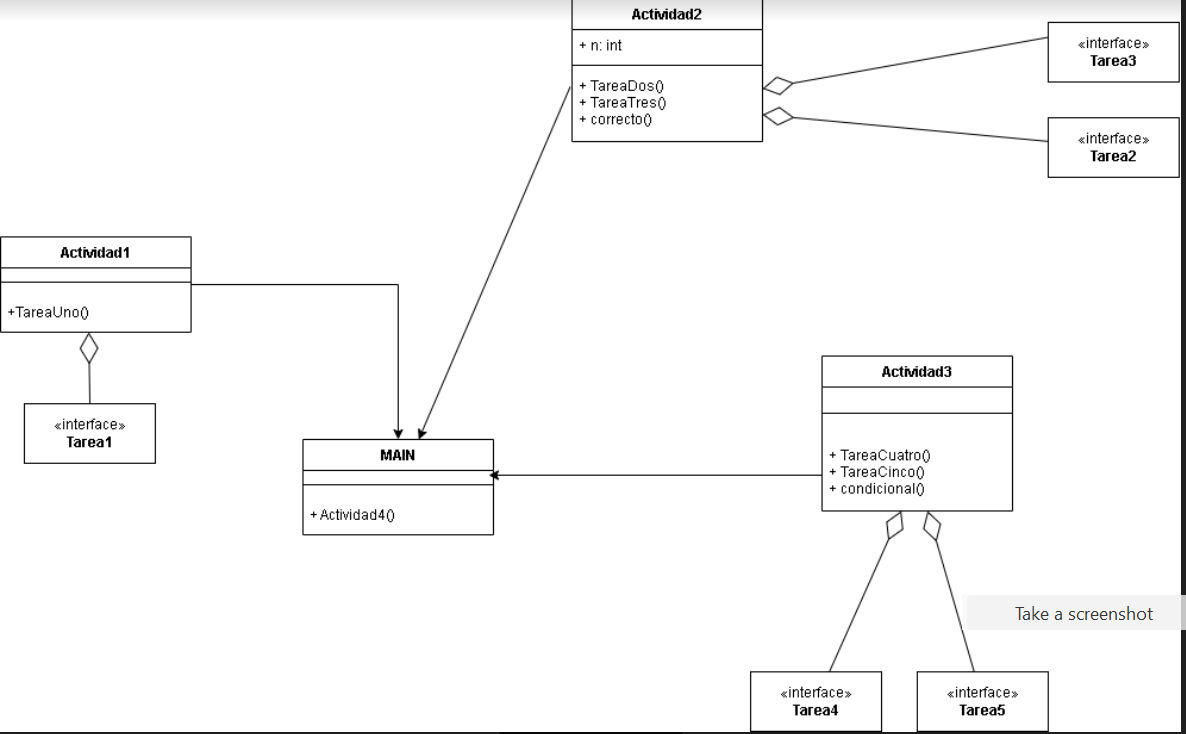 Actividad2
+ n: int
+ TareaDos()
+ TareaTres()
+ correcto()
«interface»
Tarea3
«interface»
Tarea2
Actividad1
+TareaUno()
«interface»
Tarea1
MAIN
+ Actividad4()
Actividad3
+ TareaCuatro()
+ TareaCinco()
+ condicional()
Take a screenshot
«interface»
Tarea4
«interface»
Tarea5